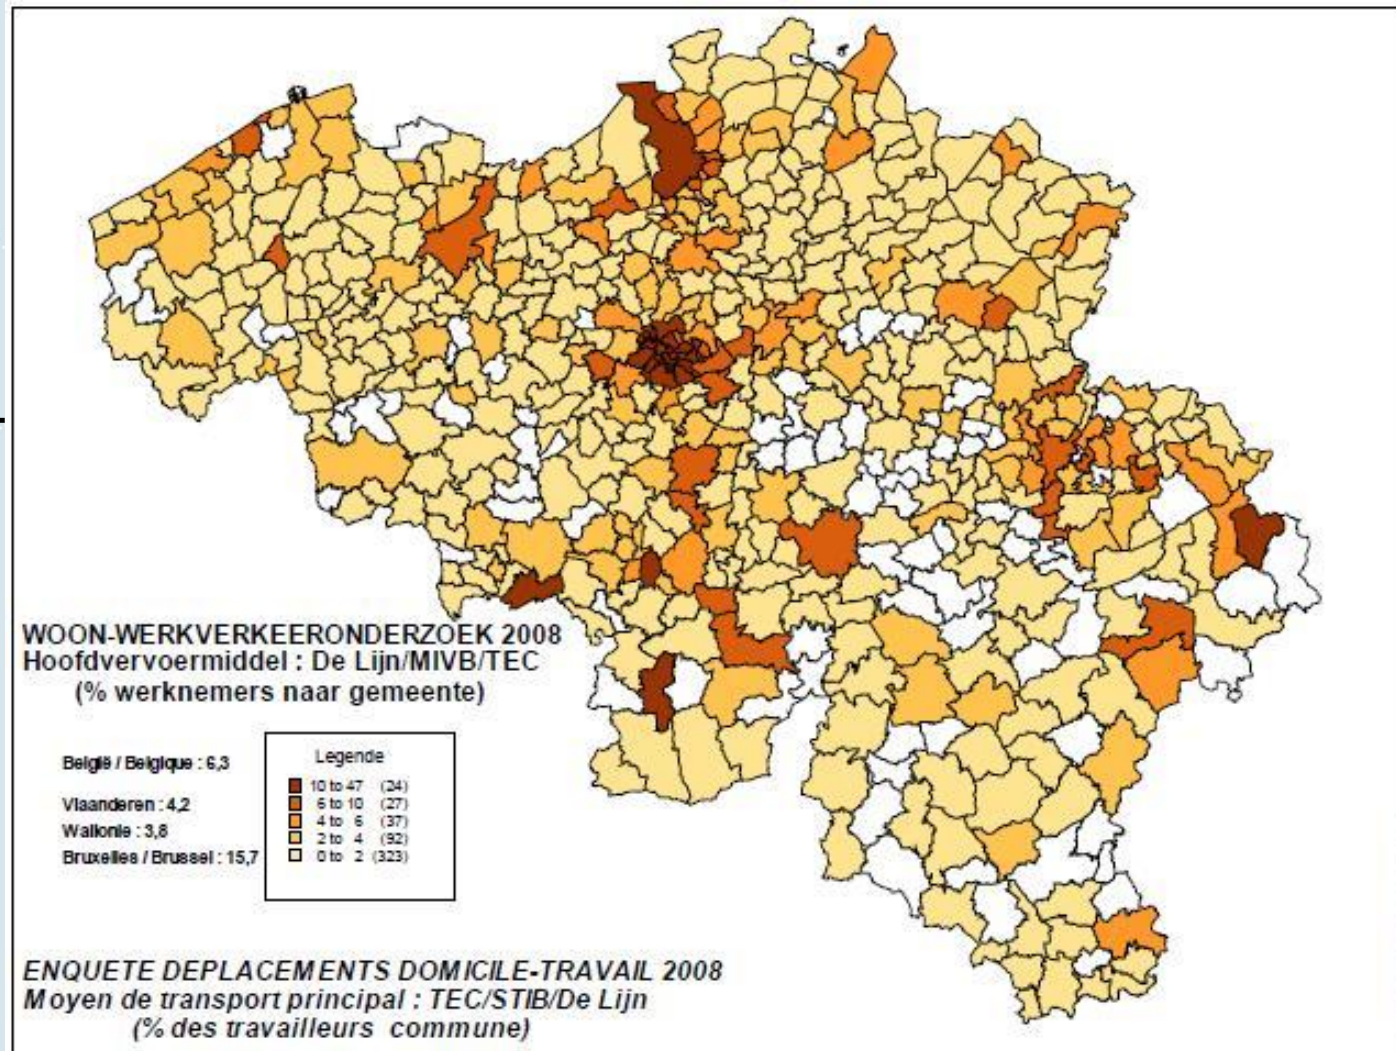 WOON-WERKVERKEERONDERZOEK 2008
Hoofdvervoermiddel : De Lijn/MIVB/TEC
(% werknemers naar gemeente)
België / Belgique : 6,3
Vlaanderen : 4,2
Wallonie : 3,8
Bruxelles / Brussel : 15,7
Legende
10 to 47 (24)
6 to 10 (27)
4 to 6 (37)
2 to 4 (92)
0 to 2 (323)
ENQUETE DEPLACEMENTS DOMICILE-TRAVAIL 2008
Moyen de transport principal : TEC/STIB/De Lijn
(% des travailleurs commune)